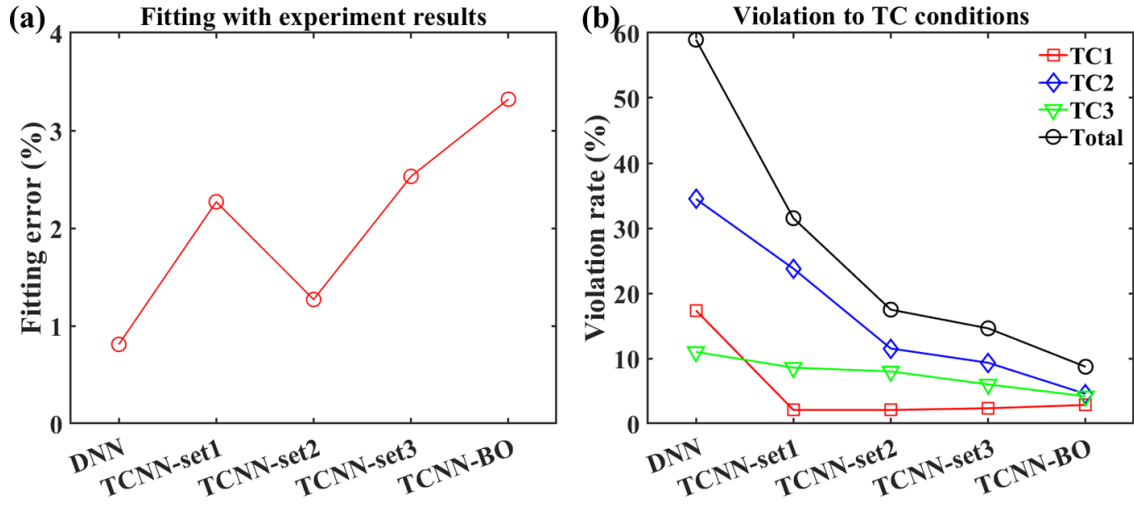 (a)
Fitting with experiment results
4
3
2
1
0
Fitting error (%)
DNN
TCNN-set1
TCNN-set2
TCNN-set3
TCNN-BO
(b)
Violation to TC conditions
60
50
40
30
20
10
0
Violation rate (%)
TC1
TC2
TC3
Total
DNN
TCNN-set1
TCNN-set2
TCNN-set3
TCNN-BO